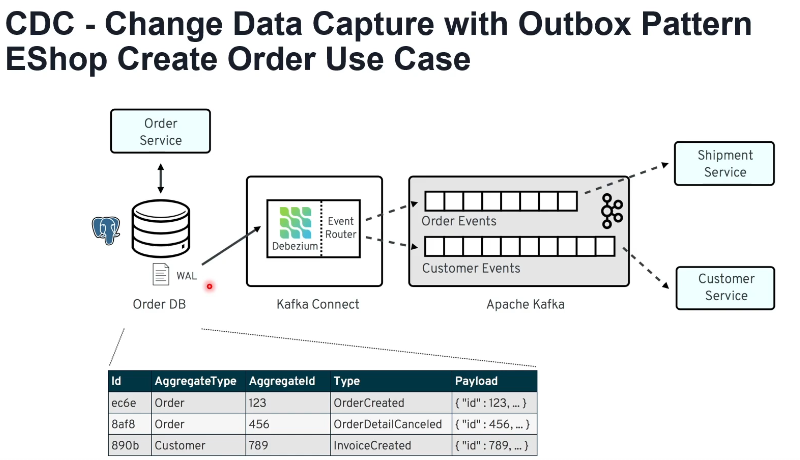 CDC - Change Data Capture with Outbox Pattern
EShop Create Order Use Case
Order
Service
Shipment
Service
Event
Router
Debezium
Order Events
Customer Events
WAL
Customer
Service
Order DB
Kafka Connect
Apache Kafka
Id AggregateType AggregateId Type Payload
ec6e Order 123 OrderCreated { "id" : 123, ... }
8af8 Order 456 OrderDetailCanceled { "id" : 456, ... }
890b Customer 789 InvoiceCreated { "id" : 789, ... }